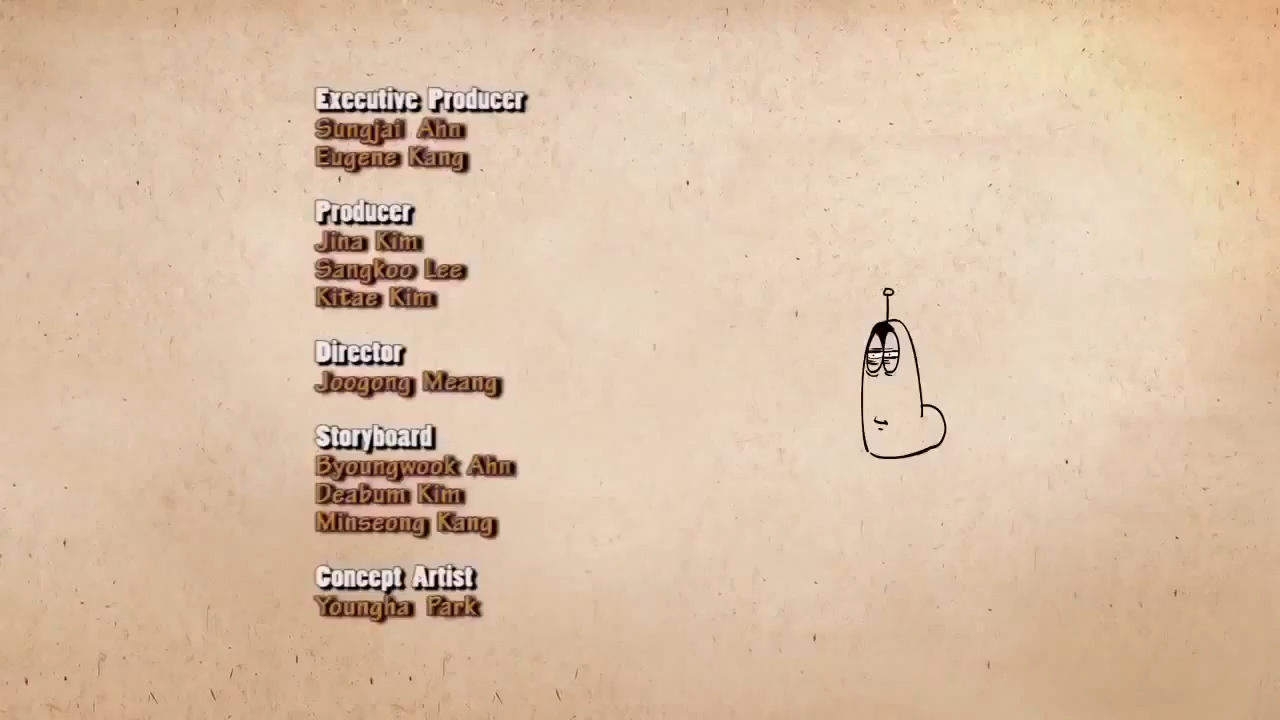 Executive Producer
Sungjai Ahn
Eugene Kang
Producer
Jina Kim
Sangkoo Lee
Kitae Kim
Director
Joogong Meang
Storyboard
Byoungwook Ahn
Deabum Kim
Minseong Kang
Concept Artist
Youngha Park